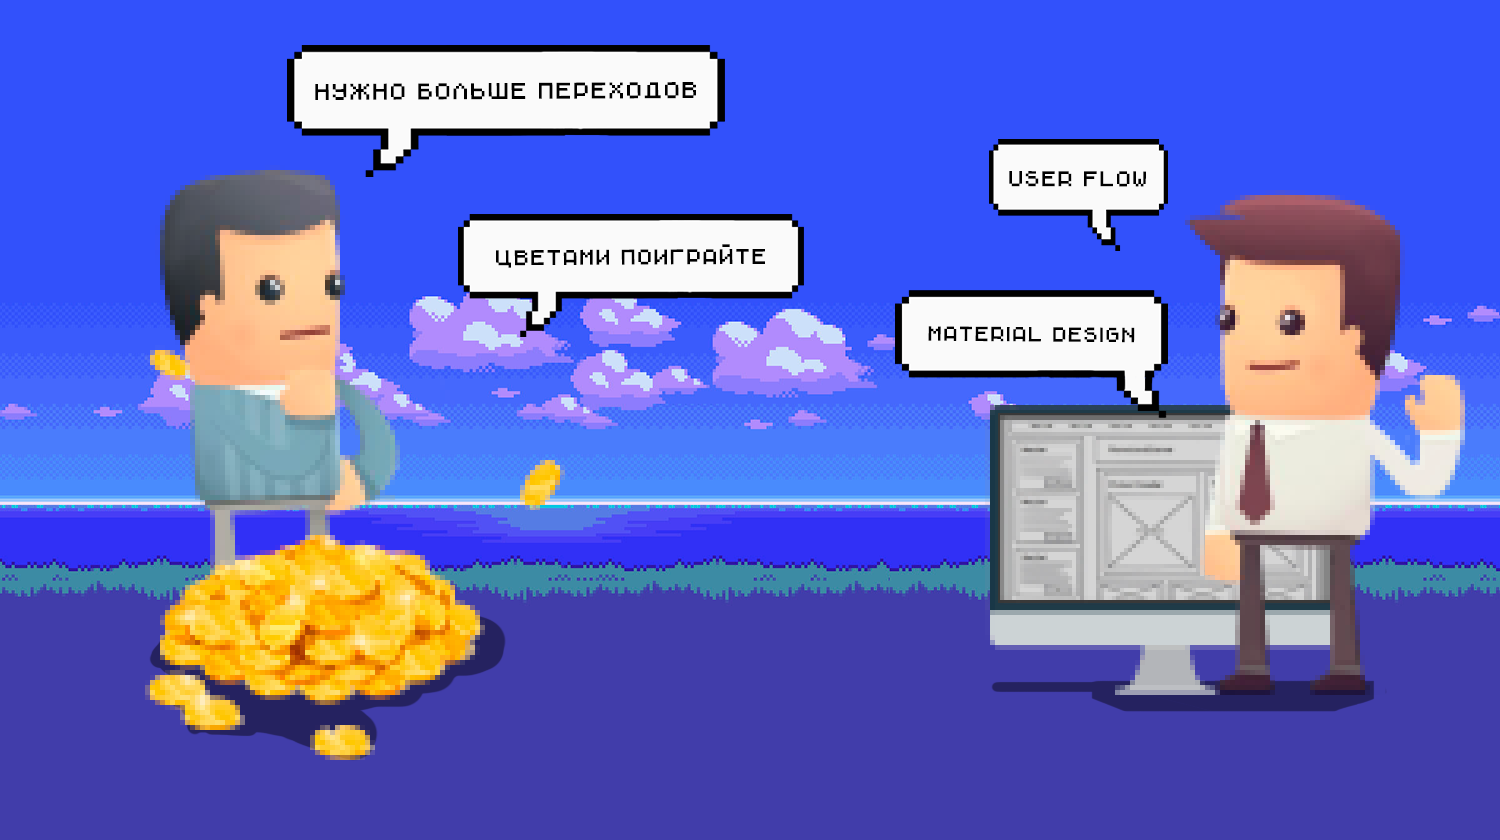 НУЖНО БОЛЬШЕ ПЕРЕХОДОВ
ЦВЕТАМИ ПОИГРАЙТЕ
USER FLOW
MATERIAL DESIGN